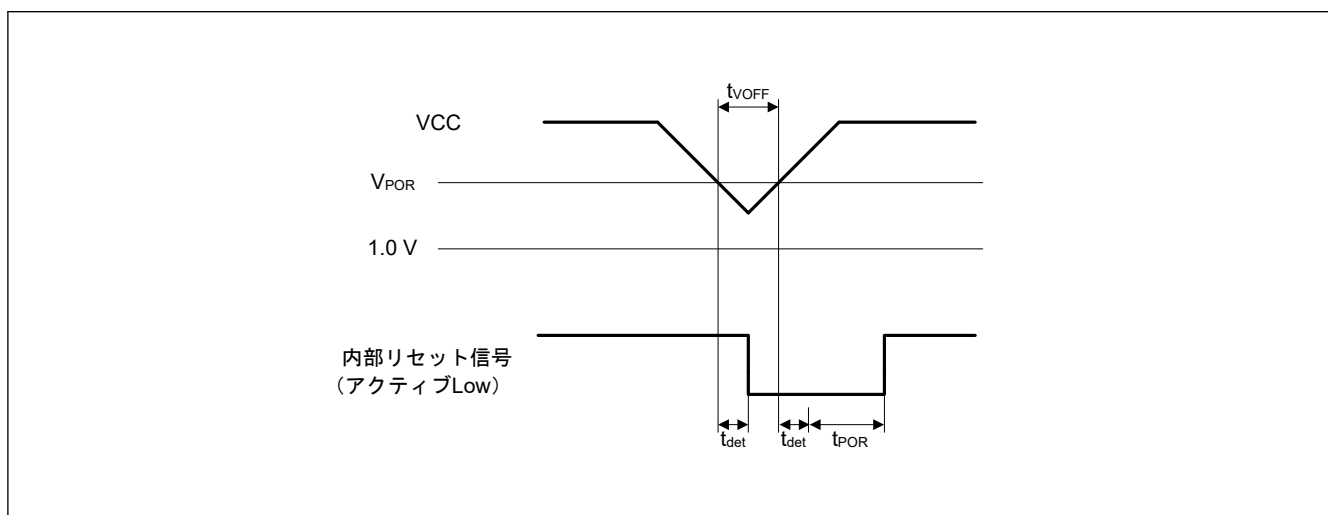 tVOFF
VCC
VPOR
1.0 V
内部リセット信号
（アクティブLow）
tdet
tdet
tPOR